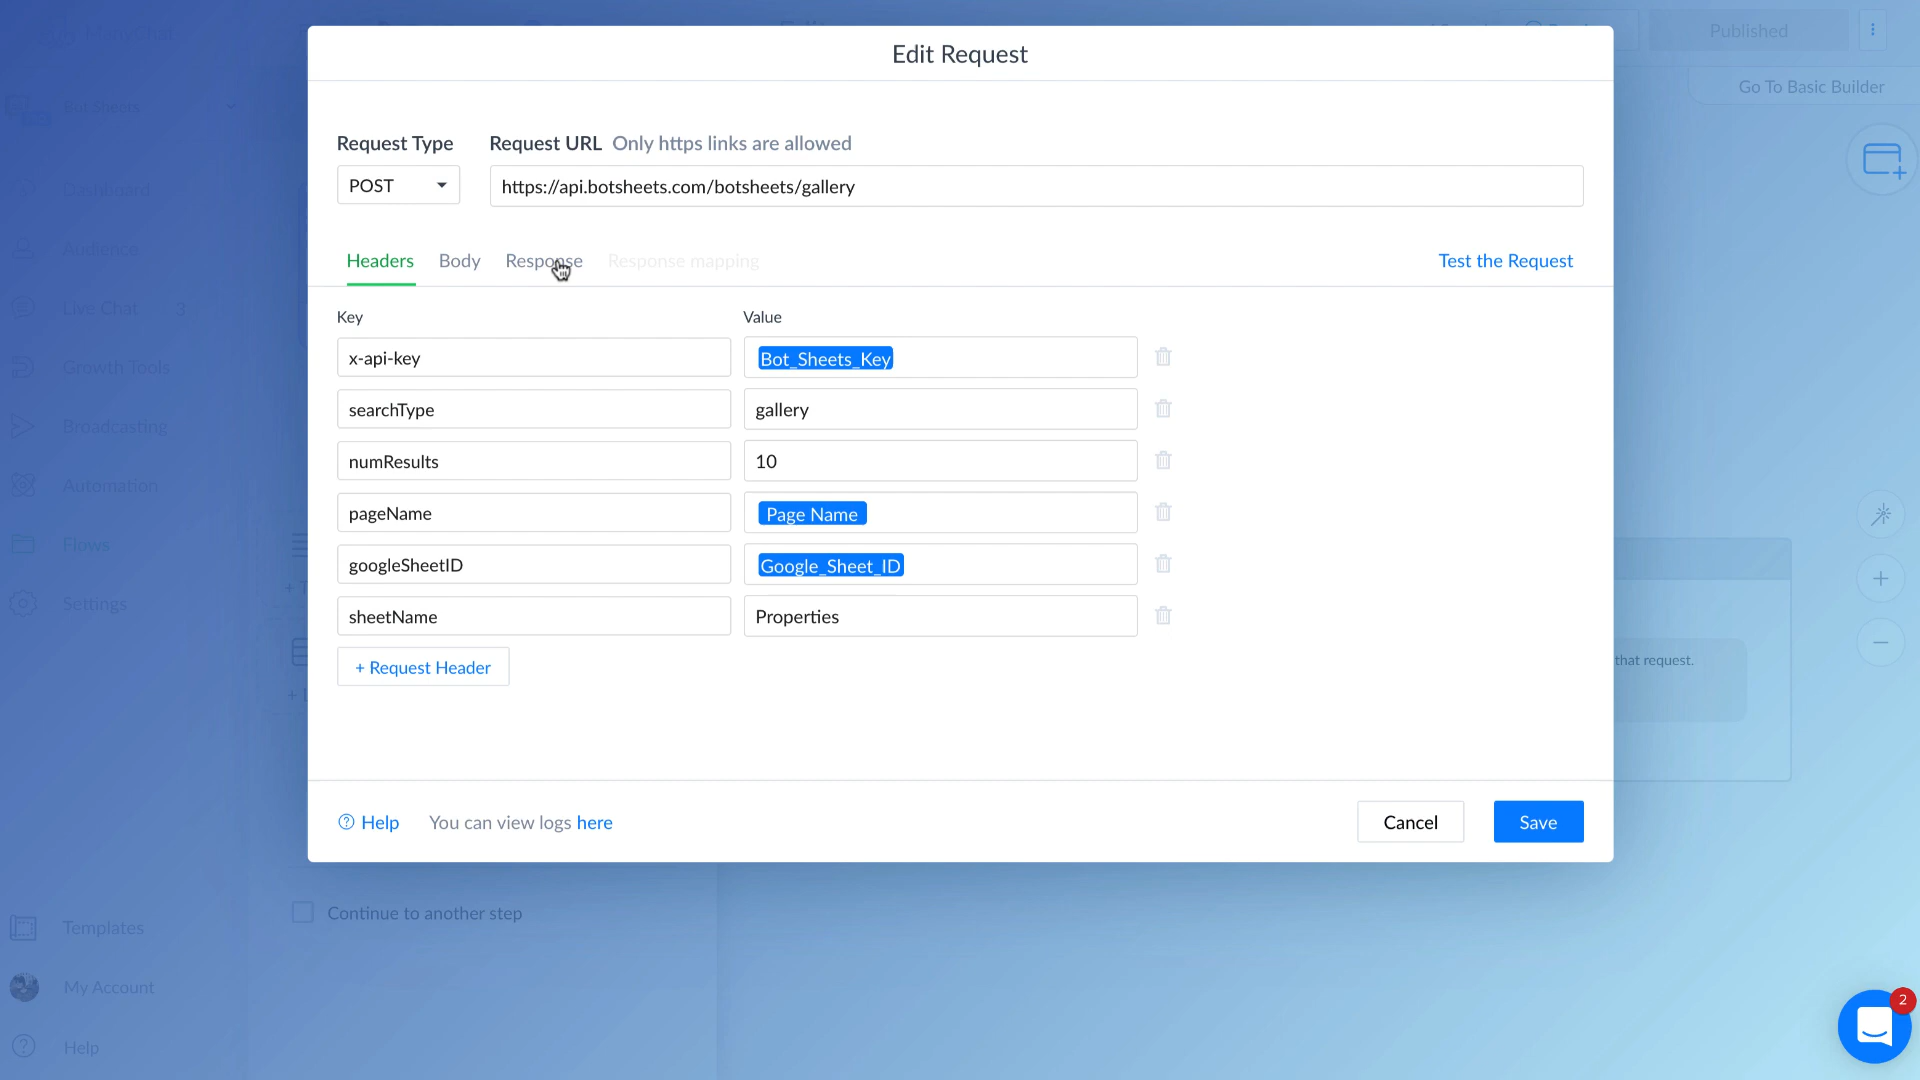 Edit Request
Published
Go To Basic Builder
Request Type
Request URL Only https links are allowed
POST
https://api.botsheets.com/botsheets/gallery
Headers
Body
Response
Response mapping
Test the Request
Key
Value
x-api-key
Bot_Sheets_Key
searchType
gallery
numResults
10
pageName
Page Name
googleSheetID
Google_Sheet_ID
sheetName
Properties
+ Request Header
Help
You can view logs here
Cancel
Save
Bot Sheets
Dashboard
Audience
Live Chat 3
Growth Tools
Broadcasting
Automation
Flows
Settings
Templates
My Account
Help
Continue to another step
that request.
2